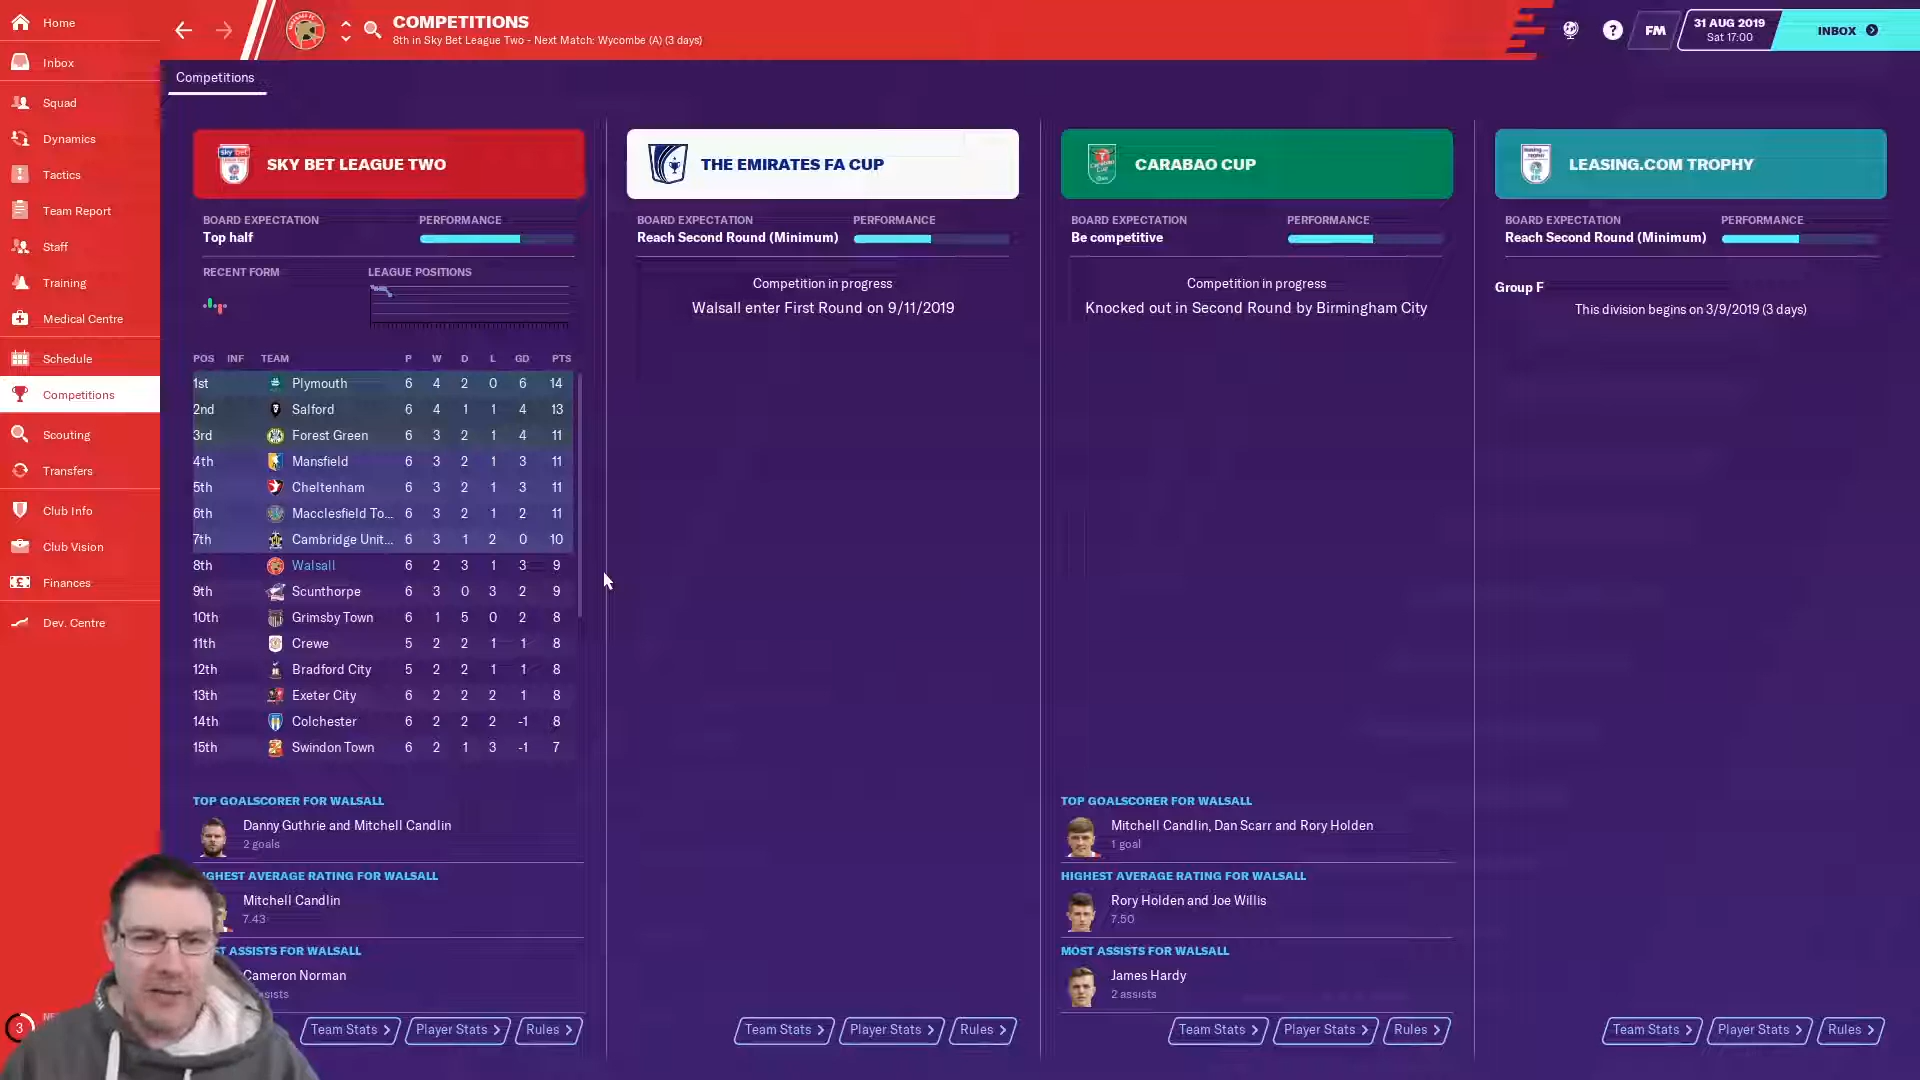 Home
Inbox
Squad
Dynamics
Tactics
Team Report
Staff
Training
Medical Centre
Schedule
Competitions
Scouting
Transfers
Club Info
Club Vision
Finances
Dev. Centre
3
COMPETITIONS
8th in Sky Bet League Two - Next Match: Wycombe (A) (3 days)
FM
31 AUG 2019
Sat 17:00
INBOX
Competitions
SKY BET LEAGUE TWO
BOARD EXPECTATION PERFORMANCE
Top half
RECENT FORM LEAGUE POSITIONS
POS INF TEAM P W D L GD PTS
1st Plymouth 6 4 2 0 6 14
2nd Salford 6 4 1 1 4 13
3rd Forest Green 6 3 2 1 4 11
4th Mansfield 6 3 2 1 3 11
5th Cheltenham 6 3 2 1 3 11
6th Macclesfield To... 6 3 2 1 2 11
7th Cambridge Unit... 6 3 1 2 0 10
8th Walsall 6 2 3 1 3 9
9th Scunthorpe 6 3 0 3 2 9
10th Grimsby Town 6 1 5 0 2 8
11th Crewe 5 2 2 1 1 8
12th Bradford City 5 2 2 1 1 8
13th Exeter City 6 2 2 2 1 8
14th Colchester 6 2 2 2 -1 8
15th Swindon Town 6 2 1 3 -1 7
TOP GOALSCORER FOR WALSALL
Danny Guthrie and Mitchell Candlin
2 goals
HIGHEST AVERAGE RATING FOR WALSALL
Mitchell Candlin
7.43
ASSISTS FOR WALSALL
Cameron Norman
Team Stats Player Stats Rules
THE EMIRATES FA CUP
BOARD EXPECTATION PERFORMANCE
Reach Second Round (Minimum)
Competition in progress
Walsall enter First Round on 9/11/2019
Team Stats Player Stats Rules
CARABAO CUP
BOARD EXPECTATION PERFORMANCE
Be competitive
Competition in progress
Knocked out in Second Round by Birmingham City
TOP GOALSCORER FOR WALSALL
Mitchell Candlin, Dan Scarr and Rory Holden
1 goal
HIGHEST AVERAGE RATING FOR WALSALL
Rory Holden and Joe Willis
7.50
MOST ASSISTS FOR WALSALL
James Hardy
2 assists
Team Stats Player Stats Rules
LEASING.COM TROPHY
BOARD EXPECTATION PERFORMANCE
Reach Second Round (Minimum)
Group F
This division begins on 3/9/2019 (3 days)
Team Stats Player Stats Rules